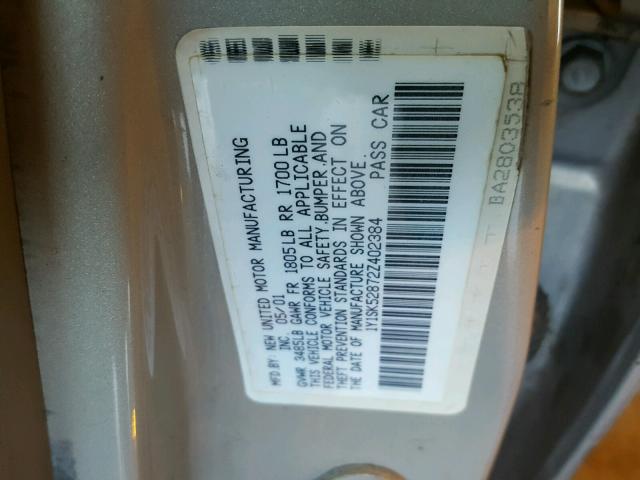 MFD.BY: NEW UNITED MOTOR MANUFACTURING
INC. 05/01
GVWR 3485LB GAWR FR 1805LB RR 1700LB
THIS VEHICLE CONFORMS TO ALL APPLICABLE
FEDERAL MOTOR VEHICLE SAFETY,BUMPER,AND
THEFT PREVENTION STANDARDS IN EFFECT ON
THE DATE OF MANUFACTURE SHOWN ABOVE.
1Y1SK52872Z402384 PASS CAR
BA280353A